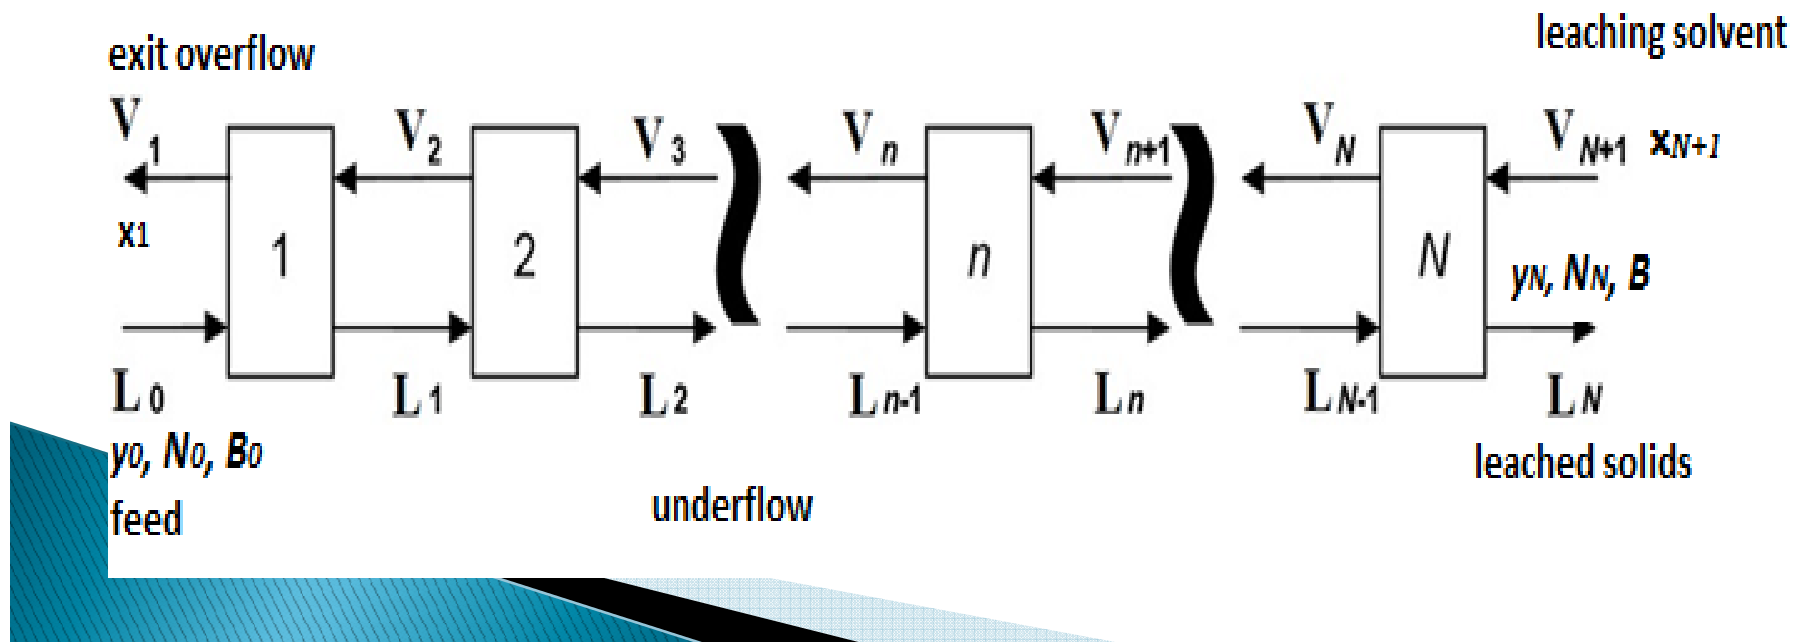 leaching solvent
exit overflow
V1 V2 V3 Vn Vn+1 VN VN+1 xN+1
x1 1 2 n N
yN, NN, B
L0 L1 L2 Ln-1 Ln LN-1 LN
y0, N0, B0
leached solids
feed
underflow